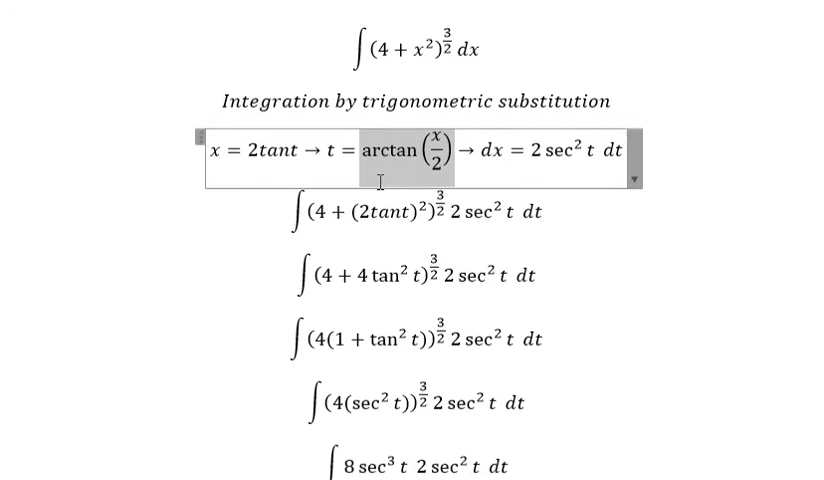 ∫(4 + x²)^{3/2} dx
Integration by trigonometric substitution
x = 2tant → t = arctan(x/2) → dx = 2 sec² t dt
∫(4 + (2tant)²)^{3/2} 2 sec² t dt
∫(4 + 4 tan² t)^{3/2} 2 sec² t dt
∫(4(1 + tan² t))^{3/2} 2 sec² t dt
∫(4(sec² t))^{3/2} 2 sec² t dt
∫ 8 sec³ t 2 sec² t dt